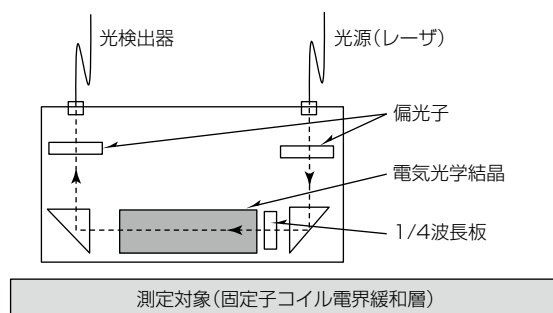 光検出器
光源(レーザ)
偏光子
電気光学結晶
1/4波長板
測定対象(固定子コイル電界緩和層)